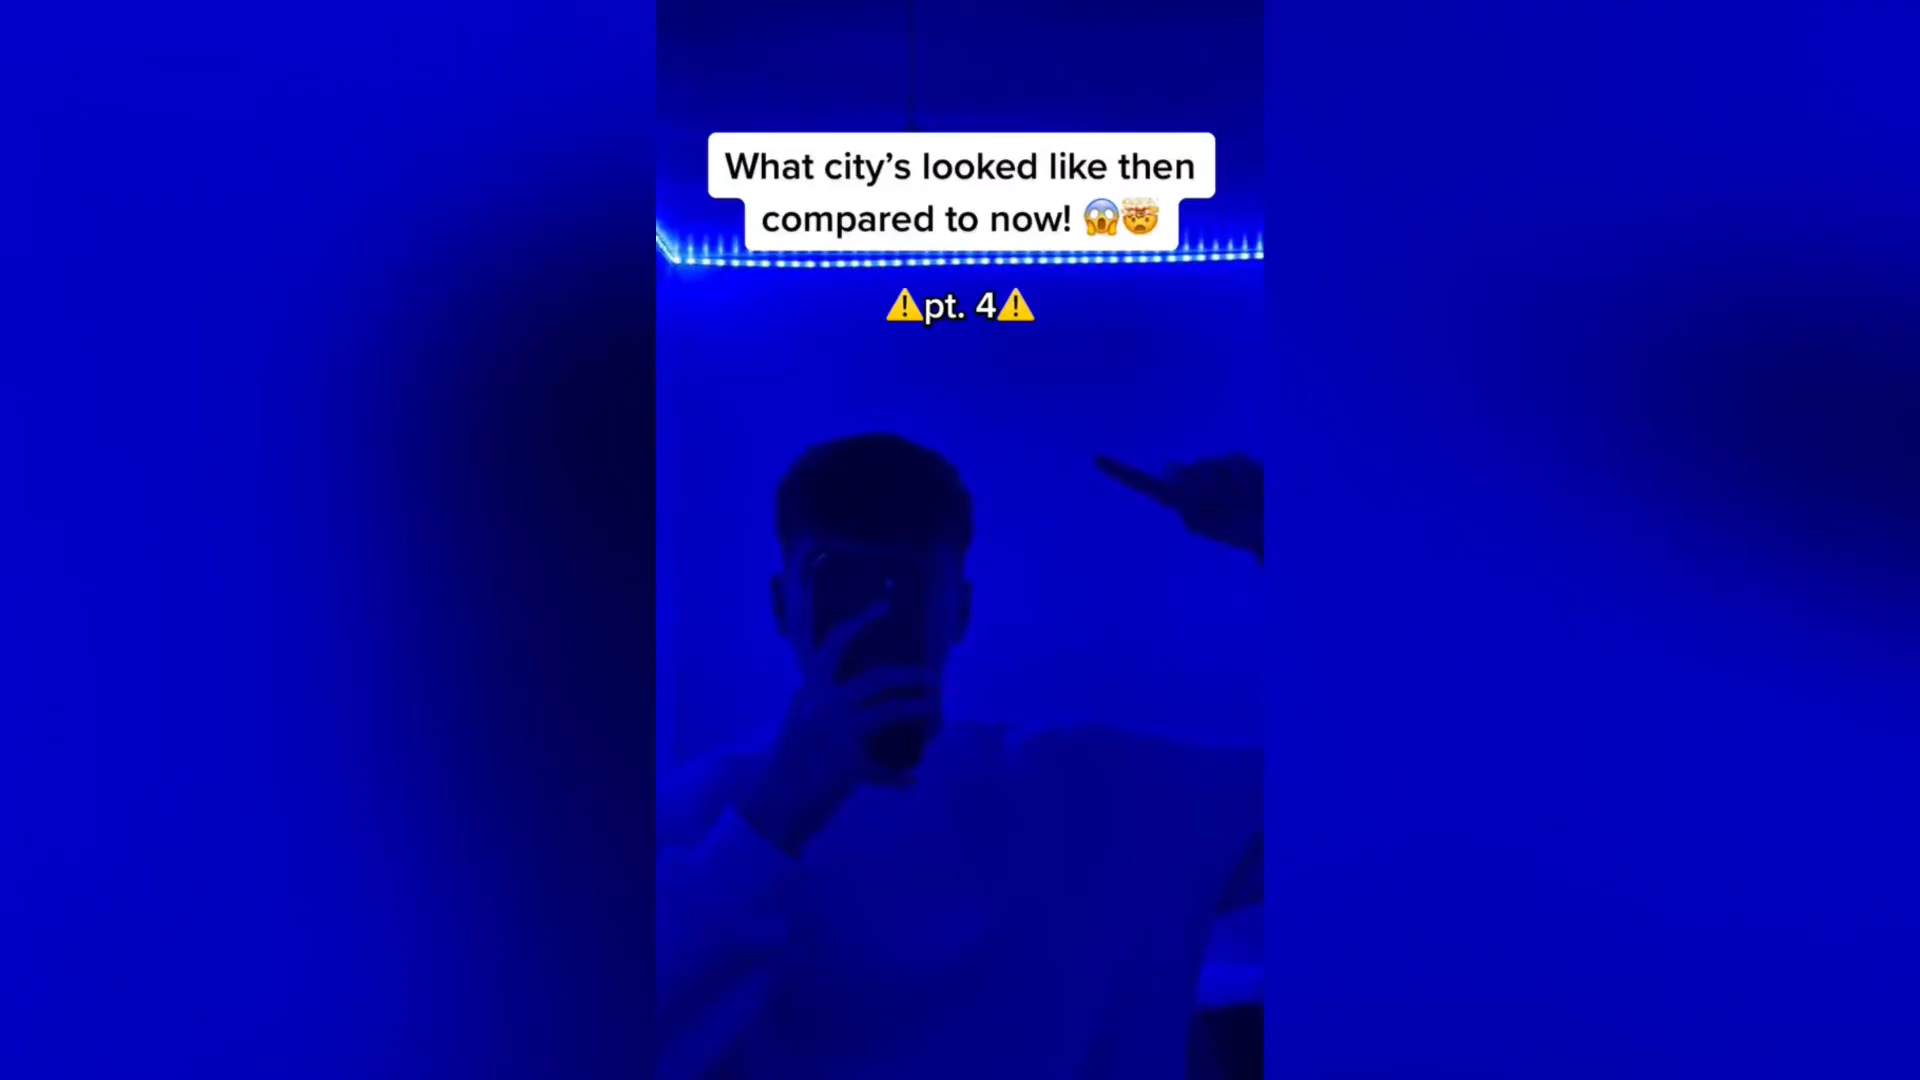 What city’s looked like then
compared to now! 😱🤯
⚠️pt. 4⚠️